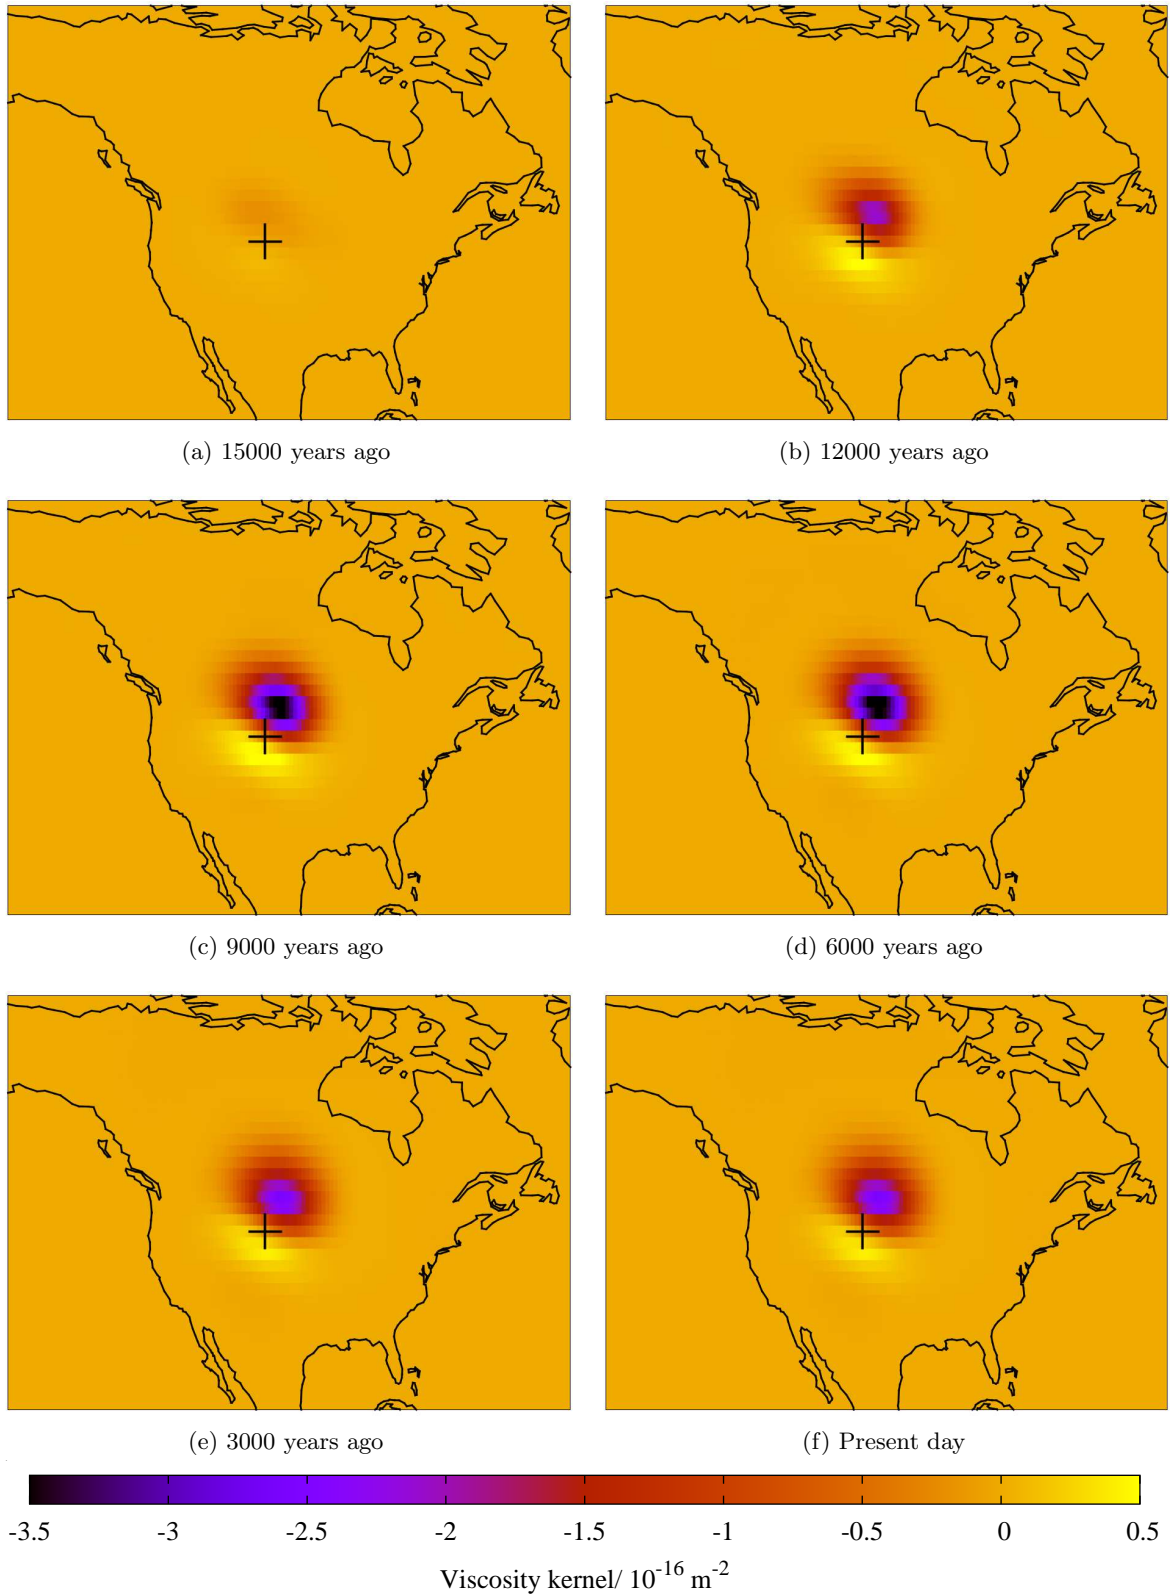 (a) 15000 years ago
(b) 12000 years ago
(c) 9000 years ago
(d) 6000 years ago
(e) 3000 years ago
(f) Present day
-3.5 -3 -2.5 -2 -1.5 -1 -0.5 0 0.5
Viscosity kernel/ 10^-16 m^-2